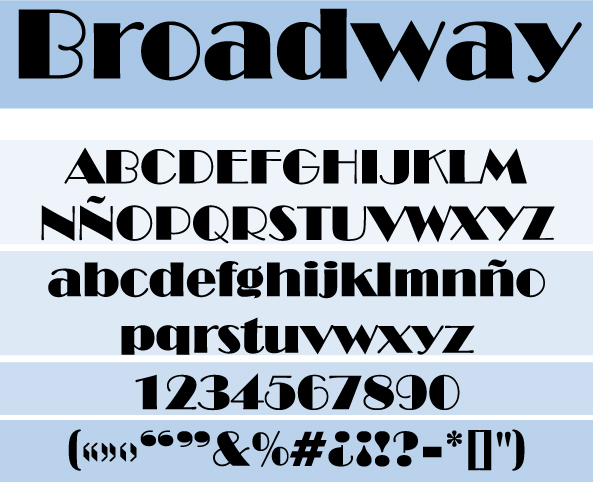 Broadway
ABCDEFGHIJKLM
NÑOPQRSTUVWXYZ
abcdefghijklmnño
pqrstuvwxyz
1234567890
(«»‹›“”&%#¿¡!?-*[]")